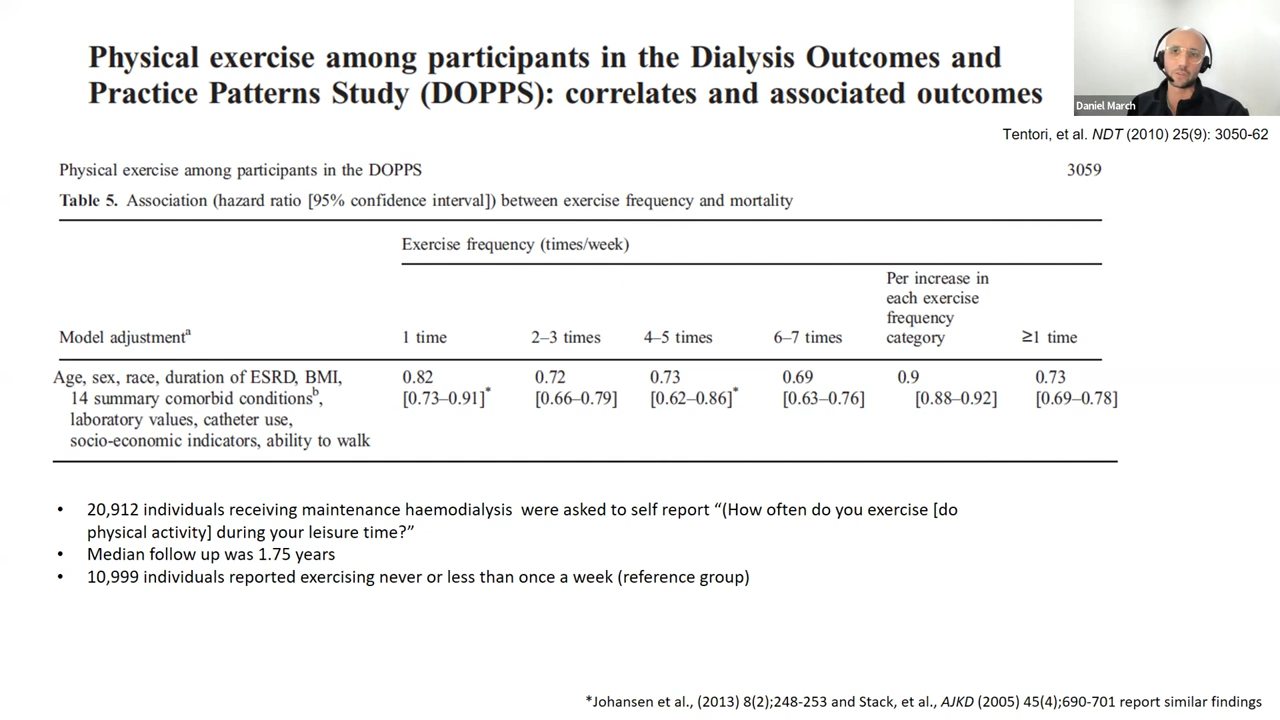 Physical exercise among participants in the Dialysis Outcomes and
Practice Patterns Study (DOPPS): correlates and associated outcomes
Daniel March
Tentori, et al. NDT (2010) 25(9): 3050-62
Physical exercise among participants in the DOPPS 3059
Table 5. Association (hazard ratio [95% confidence interval]) between exercise frequency and mortality
Exercise frequency (times/week)
Per increase in
each exercise
frequency
Model adjustmentᵃ 1 time 2–3 times 4–5 times 6–7 times category ≥1 time
Age, sex, race, duration of ESRD, BMI, 0.82 0.72 0.73 0.69 0.9 0.73
14 summary comorbid conditionsᵇ, [0.73–0.91]* [0.66–0.79] [0.62–0.86]* [0.63–0.76] [0.88–0.92] [0.69–0.78]
laboratory values, catheter use,
socio-economic indicators, ability to walk
• 20,912 individuals receiving maintenance haemodialysis were asked to self report “(How often do you exercise [do
physical activity] during your leisure time?”
• Median follow up was 1.75 years
• 10,999 individuals reported exercising never or less than once a week (reference group)
*Johansen et al., (2013) 8(2);248-253 and Stack, et al., AJKD (2005) 45(4);690-701 report similar findings